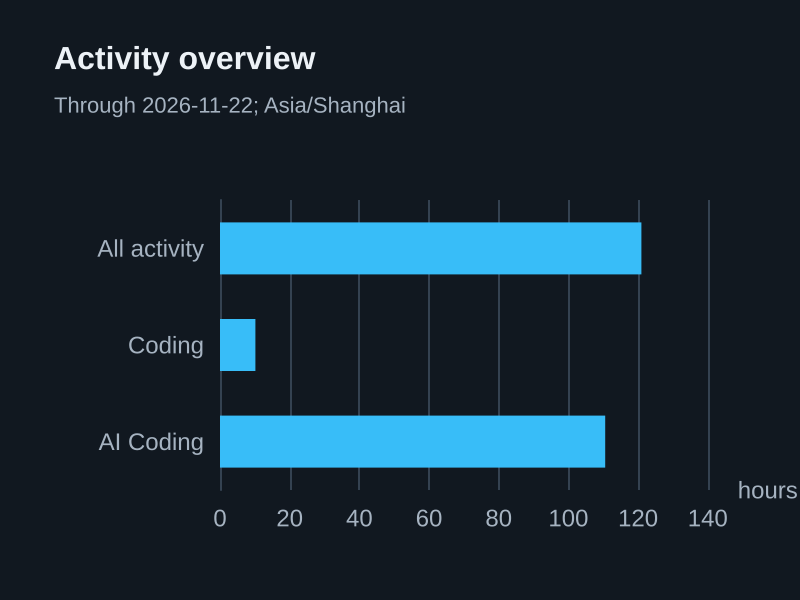 Activity overview
Through 2026-11-22; Asia/Shanghai
All activity
Coding
AI Coding
hours
0 20 40 60 80 100 120 140